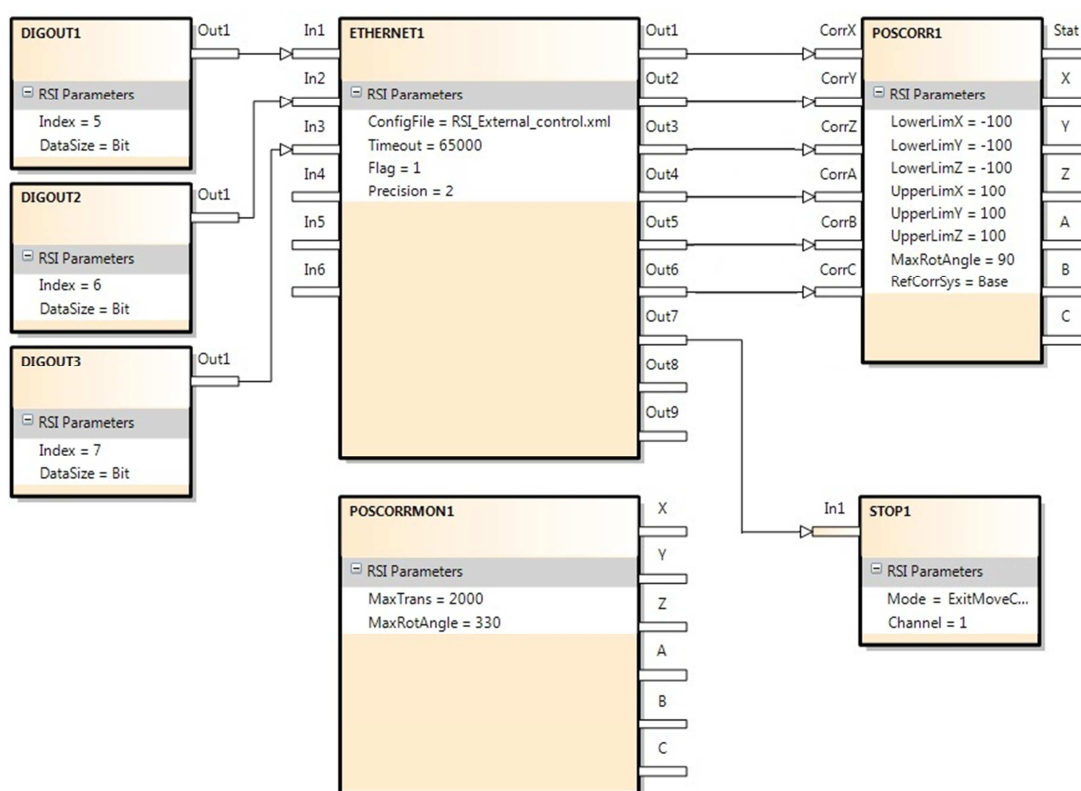 DIGOUT1
Out1
RSI Parameters
Index = 5
DataSize = Bit
DIGOUT2
Out1
RSI Parameters
Index = 6
DataSize = Bit
DIGOUT3
Out1
RSI Parameters
Index = 7
DataSize = Bit
In1
In2
In3
In4
In5
In6
ETHERNET1
RSI Parameters
ConfigFile = RSI_External_control.xml
Timeout = 65000
Flag = 1
Precision = 2
Out1
Out2
Out3
Out4
Out5
Out6
Out7
Out8
Out9
CorrX
CorrY
CorrZ
CorrA
CorrB
CorrC
POSCORR1
RSI Parameters
LowerLimX = -100
LowerLimY = -100
LowerLimZ = -100
UpperLimX = 100
UpperLimY = 100
UpperLimZ = 100
MaxRotAngle = 90
RefCorrSys = Base
Stat
X
Y
Z
A
B
C
POSCORRMON1
RSI Parameters
MaxTrans = 2000
MaxRotAngle = 330
X
Y
Z
A
B
C
In1
STOP1
RSI Parameters
Mode = ExitMoveC...
Channel = 1